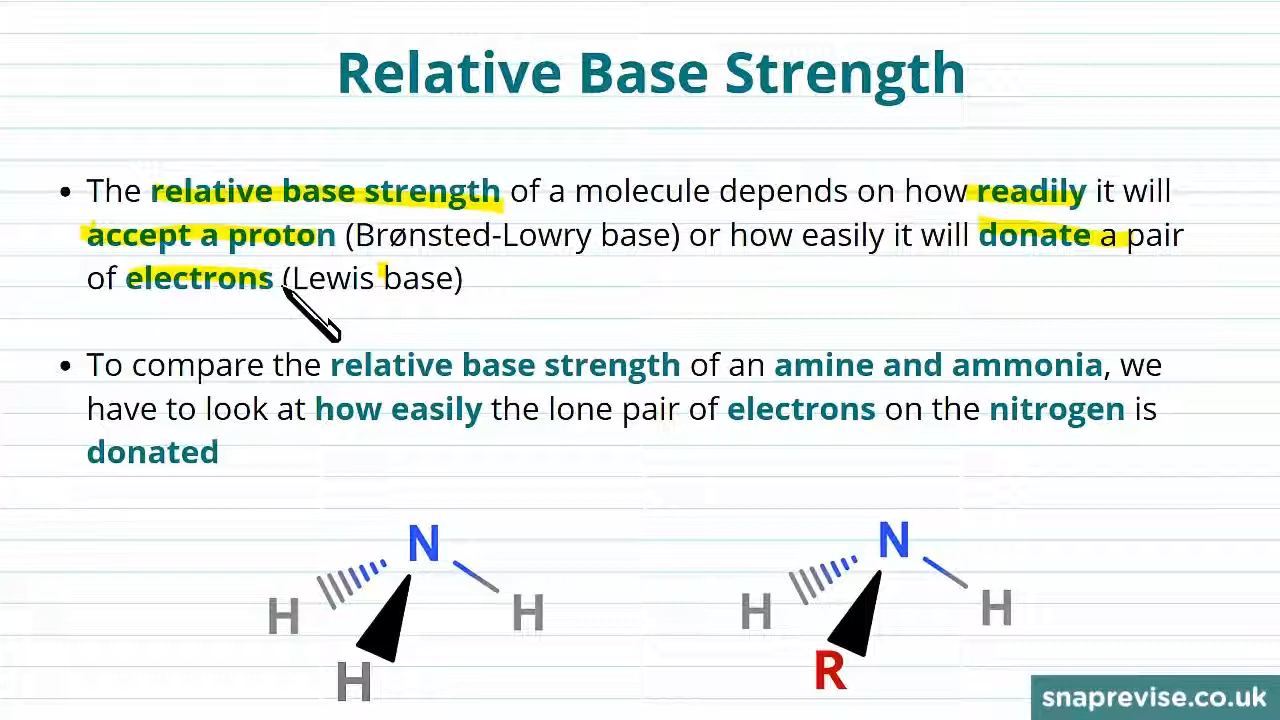 Relative Base Strength
• The relative base strength of a molecule depends on how readily it will
accept a proton (Brønsted-Lowry base) or how easily it will donate a pair
of electrons (Lewis base)
• To compare the relative base strength of an amine and ammonia, we
have to look at how easily the lone pair of electrons on the nitrogen is
donated
N
H
H
H
N
H
H
R
snaprevise.co.uk